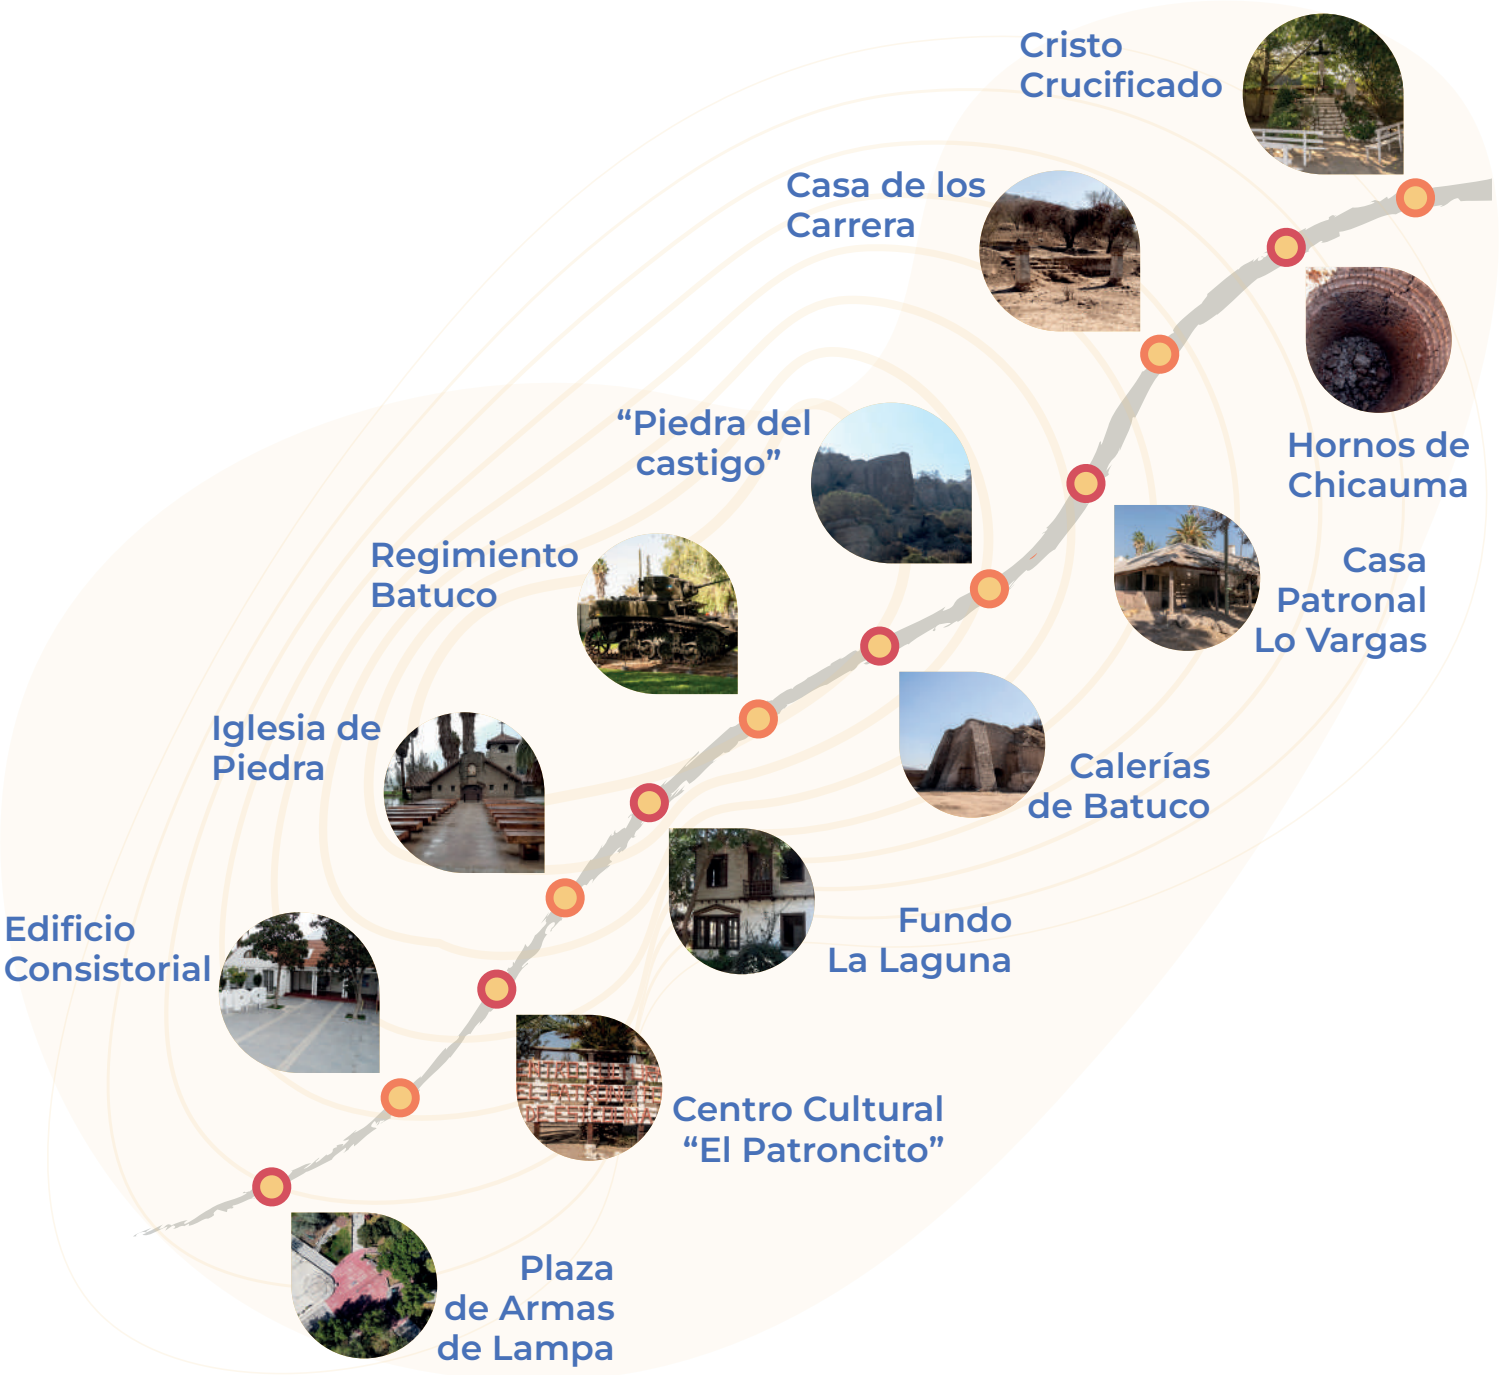 Cristo
Crucificado
Casa de los
Carrera
Hornos de
Chicauma
“Piedra del
castigo”
Casa
Patronal
Lo Vargas
Regimiento
Batuco
Calerías
de Batuco
Iglesia de
Piedra
Fundo
La Laguna
Edificio
Consistorial
Centro Cultural
“El Patroncito”
Plaza
de Armas
de Lampa